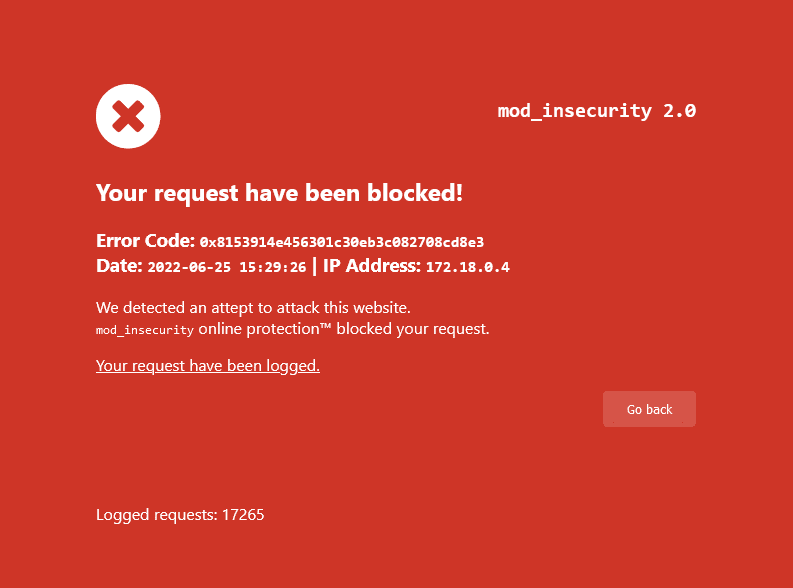 mod_insecurity 2.0
Your request have been blocked!
Error Code: 0x8153914e456301c30eb3c082708cd8e3
Date: 2022-06-25 15:29:26 | IP Address: 172.18.0.4
We detected an attept to attack this website.
mod_insecurity online protection™ blocked your request.
Your request have been logged.
Go back
Logged requests: 17265